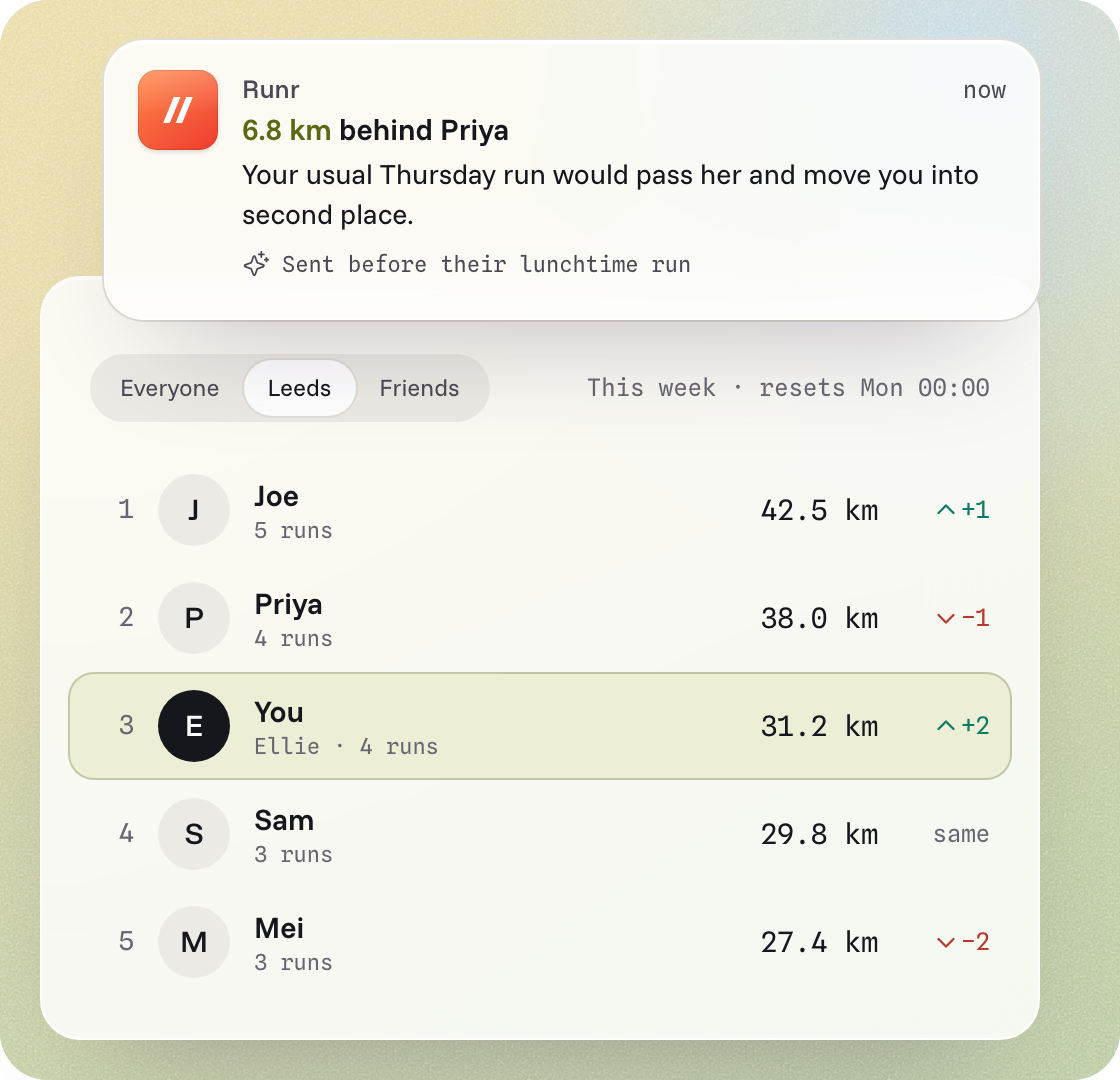 Runr
now
6.8 km behind Priya
Your usual Thursday run would pass her and move you into
second place.
Sent before their lunchtime run
Everyone Leeds Friends
This week · resets Mon 00:00
1 J Joe 42.5 km +1
5 runs
2 P Priya 38.0 km −1
4 runs
3 E You 31.2 km +2
Ellie · 4 runs
4 S Sam 29.8 km same
3 runs
5 M Mei 27.4 km −2
3 runs